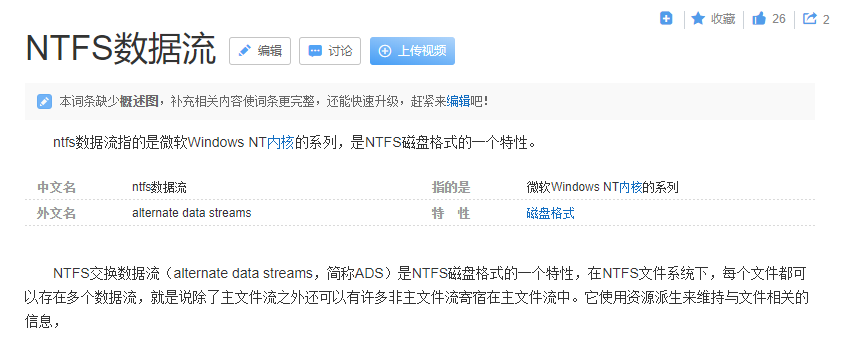 收藏 26 2
NTFS数据流 编辑 讨论 上传视频
本词条缺少概述图，补充相关内容使词条更完整，还能快速升级，赶紧来编辑吧！
ntfs数据流指的是微软Windows NT内核的系列，是NTFS磁盘格式的一个特性。
中文名 ntfs数据流 指的是 微软Windows NT内核的系列
外文名 alternate data streams 特 性 磁盘格式
NTFS交换数据流（alternate data streams，简称ADS）是NTFS磁盘格式的一个特性，在NTFS文件系统下，每个文件都可
以存在多个数据流，就是说除了主文件流之外还可以有许多非主文件流寄宿在主文件流中。它使用资源派生来维持与文件相关的
信息，